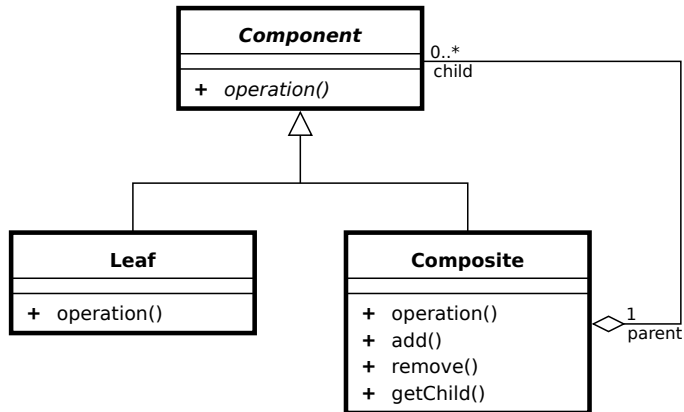 Component
+ operation()
0..*
child
Leaf
+ operation()
Composite
+ operation()
+ add()
+ remove()
+ getChild()
1
parent